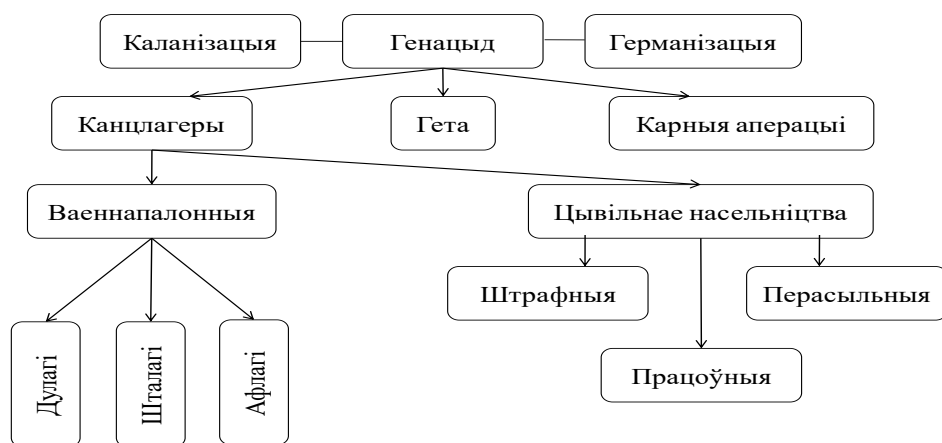 Каланізацыя
Генацыд
Германізацыя
Канцлагеры
Гета
Карныя аперацыі
Ваеннапалонныя
Цывільнае насельніцтва
Штрафныя
Перасыльныя
Працоўныя
Дулагі
Шталагі
Афлагі